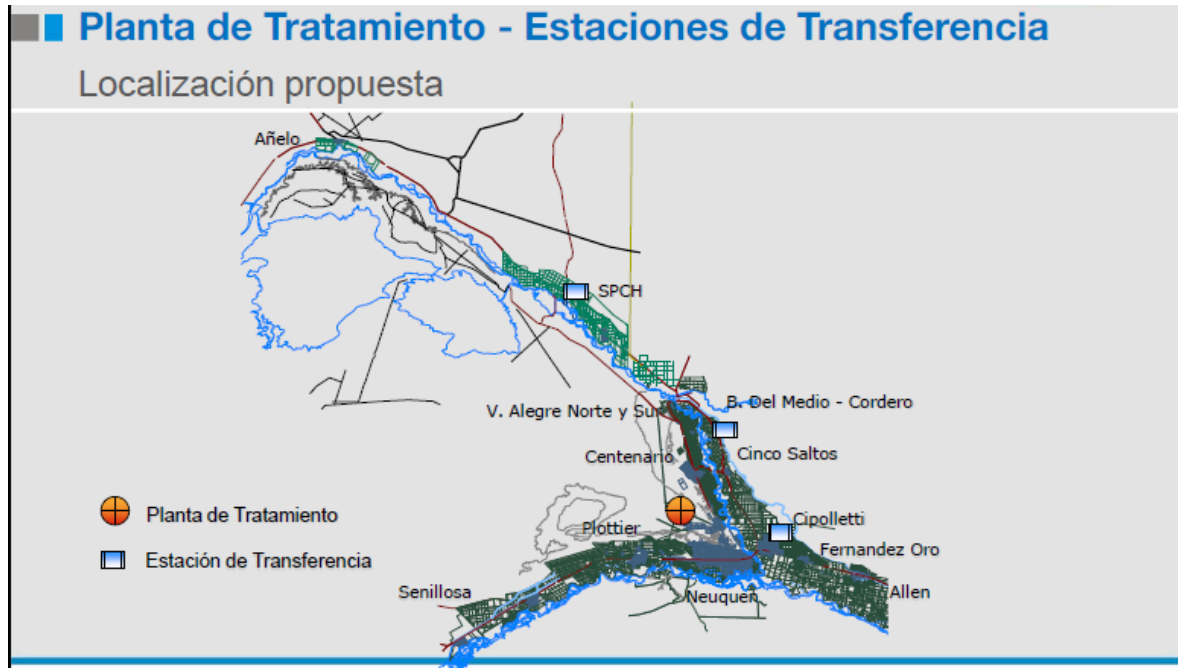 Planta de Tratamiento - Estaciones de Transferencia
Localización propuesta
Añelo
SPCH
V. Alegre Norte y Sur
B. Del Medio - Cordero
Centenario
Cinco Saltos
Planta de Tratamiento
Plottier
Cipolletti
Estación de Transferencia
Fernandez Oro
Senillosa
Neuquen
Allen